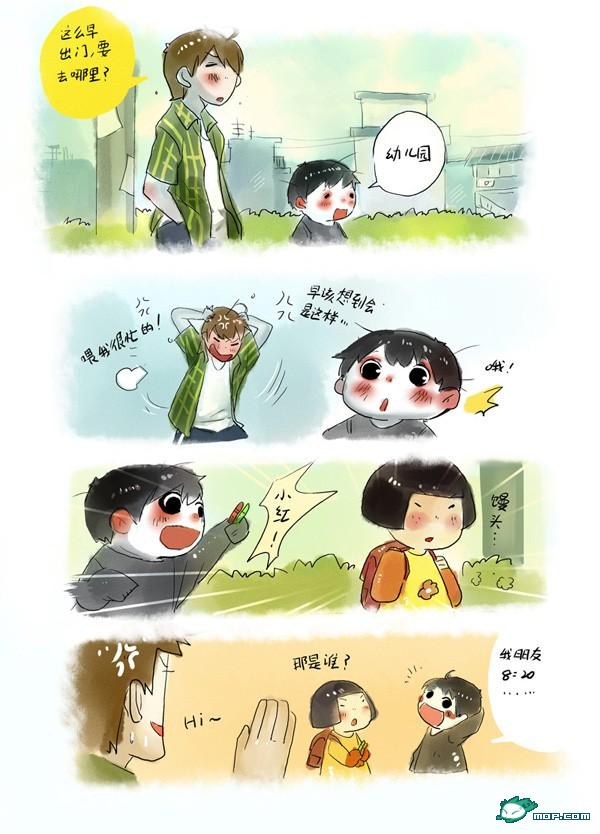 这么早
出门,要
去哪里?
幼儿园
喂我很忙的!
早该想到会
是这样…
哦!
小红!
馒头…
那是谁?
Hi~
我朋友
8:20
……
MOP.COM